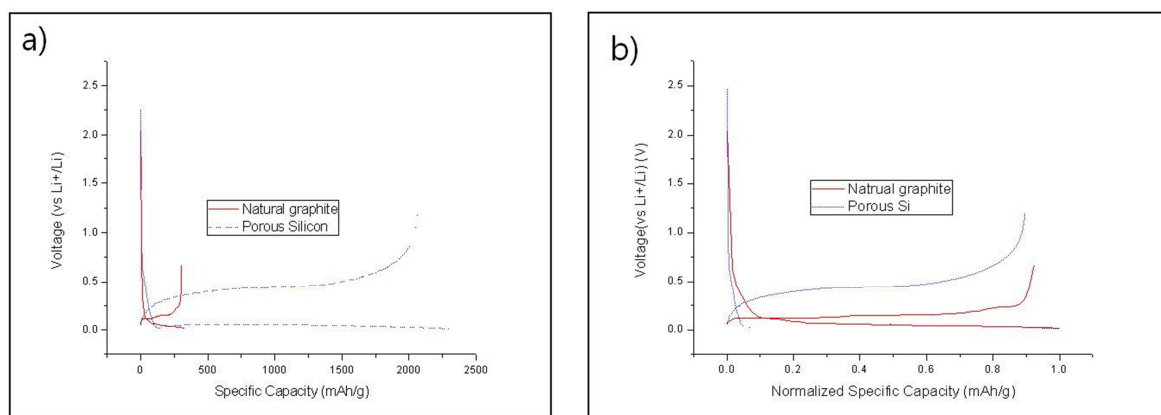 a)
2.5
2.0
1.5
1.0
0.5
0.0
Voltage (vs Li+/Li)
Natural graphite
Porous Silicon
0 500 1000 1500 2000 2500
Specific Capacity (mAh/g)
b)
2.5
2.0
1.5
1.0
0.5
0.0
Voltage(vs Li+/Li) (V)
Natrual graphite
Porous Si
0.0 0.2 0.4 0.6 0.8 1.0
Normalized Specific Capacity (mAh/g)